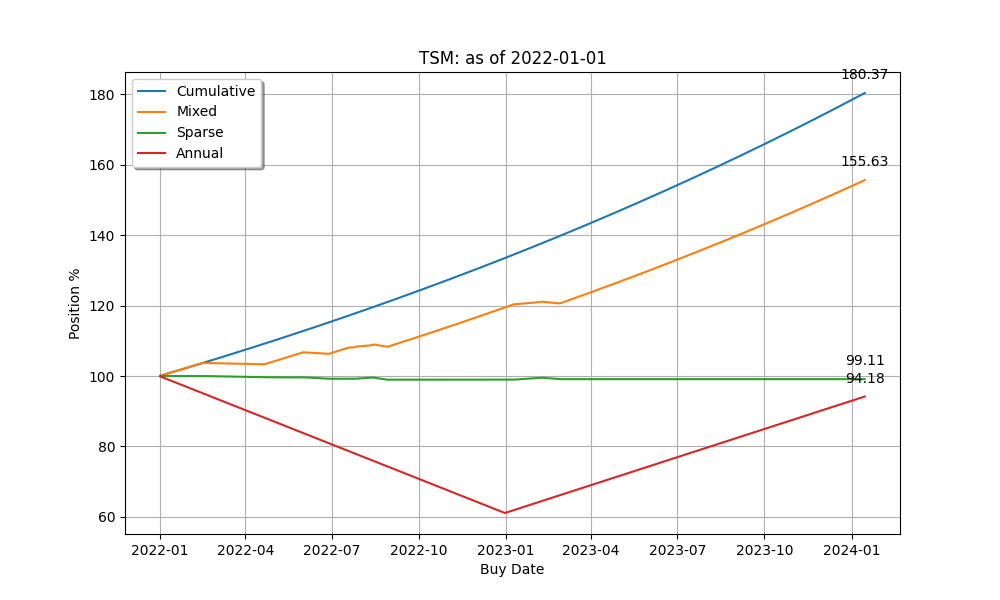 TSM: as of 2022-01-01
Cumulative
Mixed
Sparse
Annual
180.37
155.63
99.11
94.18
Position %
180
160
140
120
100
80
60
2022-01 2022-04 2022-07 2022-10 2023-01 2023-04 2023-07 2023-10 2024-01
Buy Date